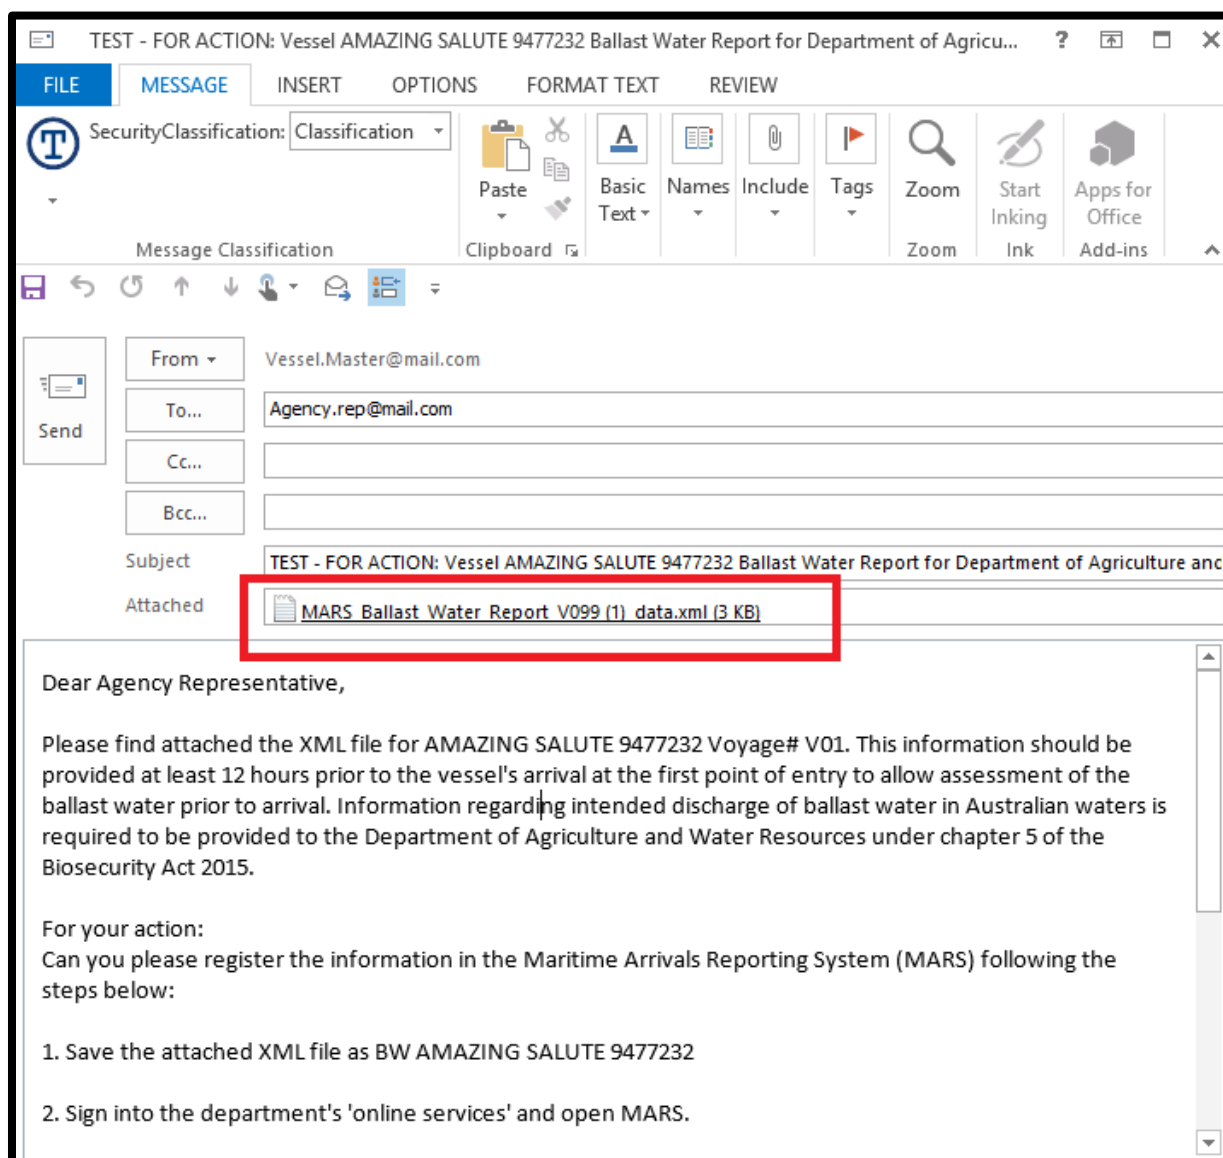 TEST - FOR ACTION: Vessel AMAZING SALUTE 9477232 Ballast Water Report for Department of Agricu... ?
FILE MESSAGE INSERT OPTIONS FORMAT TEXT REVIEW
T SecurityClassification: Classification
Paste Basic Text Names Include Tags Zoom Start Inking Apps for Office
Message Classification Clipboard Zoom Ink Add-ins
From Vessel.Master@mail.com
Send To... Agency.rep@mail.com
Cc...
Bcc...
Subject TEST - FOR ACTION: Vessel AMAZING SALUTE 9477232 Ballast Water Report for Department of Agriculture and
Attached MARS_Ballast_Water_Report_V099 (1)_data.xml (3 KB)
Dear Agency Representative,
Please find attached the XML file for AMAZING SALUTE 9477232 Voyage# V01. This information should be
provided at least 12 hours prior to the vessel's arrival at the first point of entry to allow assessment of the
ballast water prior to arrival. Information regarding intended discharge of ballast water in Australian waters is
required to be provided to the Department of Agriculture and Water Resources under chapter 5 of the
Biosecurity Act 2015.
For your action:
Can you please register the information in the Maritime Arrivals Reporting System (MARS) following the
steps below:
1. Save the attached XML file as BW AMAZING SALUTE 9477232
2. Sign into the department's 'online services' and open MARS.